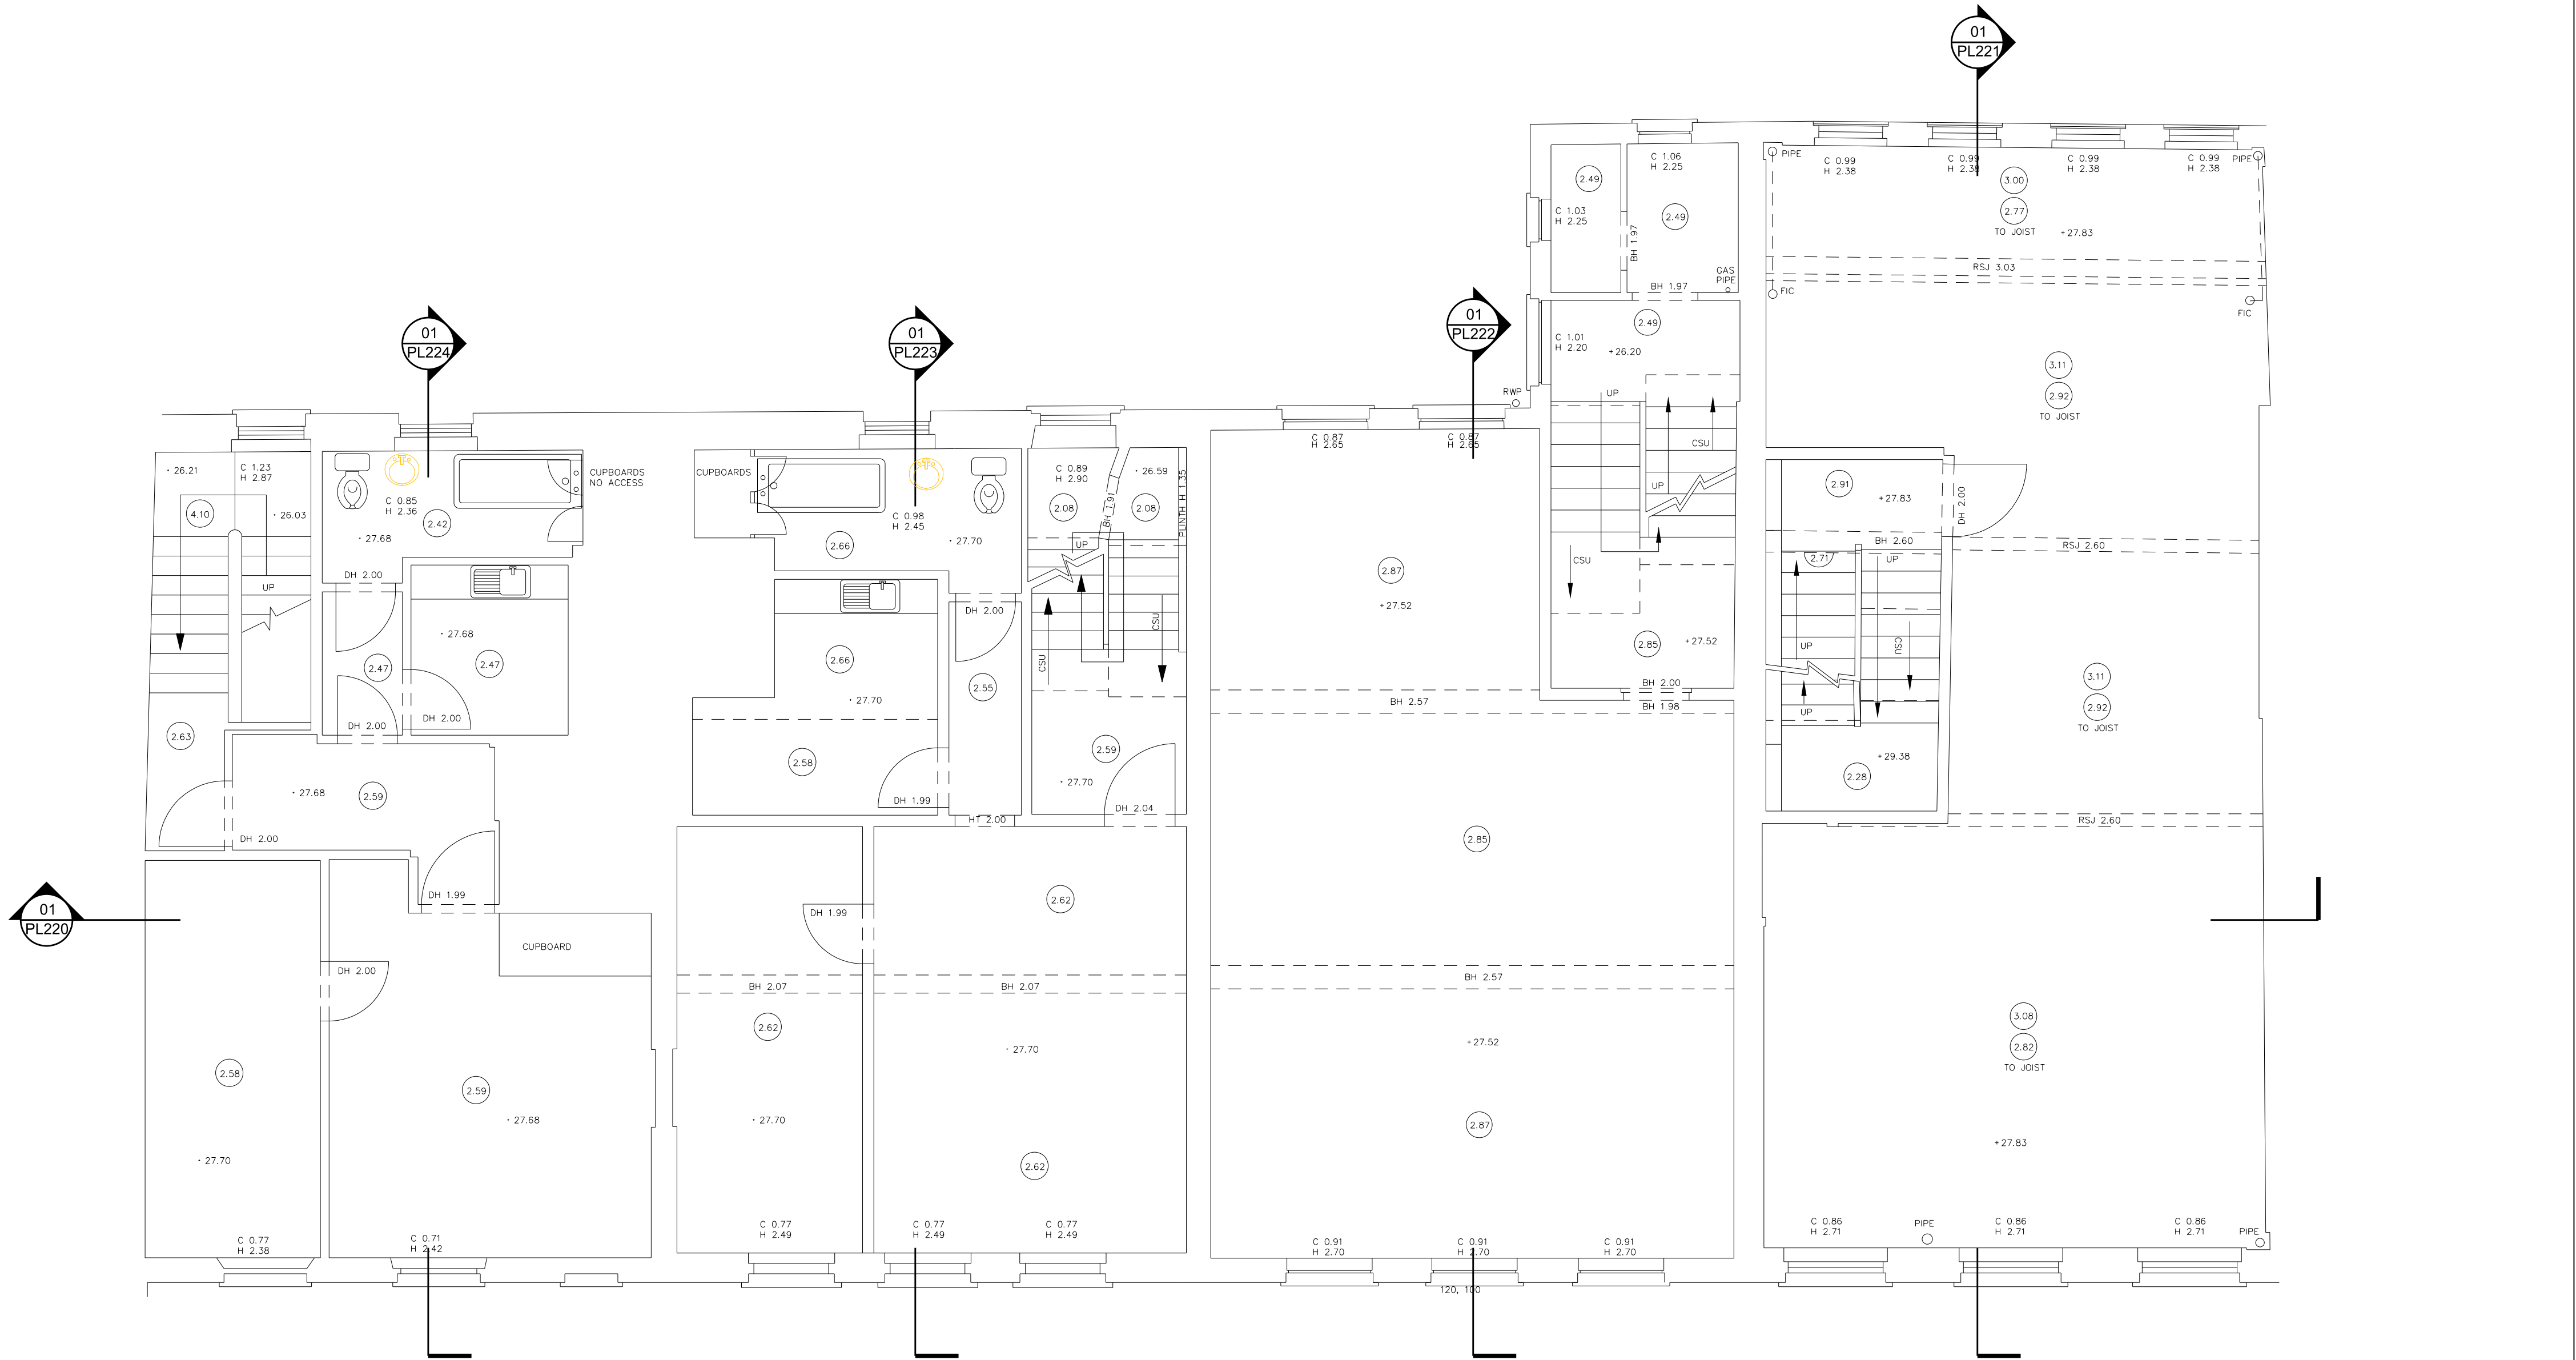 01
PL221
01
PL224
01
PL223
01
PL222
01
PL220
· 26.21
C 1.23
H 2.87
4.10
· 26.03
UP
2.63
DH 2.00
C 0.85
H 2.36
2.42
· 27.68
CUPBOARDS
NO ACCESS
DH 2.00
· 27.68
2.47
2.47
DH 2.00
DH 2.00
· 27.68
2.59
DH 1.99
CUPBOARD
DH 2.00
2.58
· 27.70
2.59
· 27.68
C 0.77
H 2.38
C 0.71
H 2.42
CUPBOARDS
C 0.98
H 2.45
2.66
· 27.70
DH 2.00
2.66
· 27.70
2.55
2.58
DH 1.99
HT 2.00
C 0.89
H 2.90
2.08
BH 1.91
· 26.59
2.08
PLINTH H 1.35
UP
CSU
CSU
2.59
· 27.70
DH 2.04
DH 1.99
2.62
BH 2.07
BH 2.07
2.62
· 27.70
· 27.70
2.62
C 0.77
H 2.49
C 0.77
H 2.49
C 0.77
H 2.49
C 0.87
H 2.65
C 0.87
H 2.65
RWP
2.87
+27.52
BH 2.57
2.85
BH 2.57
+27.52
2.87
C 0.91
H 2.70
C 0.91
H 2.70
C 0.91
H 2.70
120, 100
C 1.06
H 2.25
2.49
C 1.03
H 2.25
2.49
BH 1.97
GAS
PIPE
BH 1.97
2.49
C 1.01
H 2.20
+26.20
UP
CSU
UP
CSU
2.85
+27.52
BH 2.00
BH 1.98
PIPE
C 0.99
H 2.38
C 0.99
H 2.38
C 0.99
H 2.38
C 0.99
H 2.38
PIPE
3.00
2.77
TO JOIST
+27.83
RSJ 3.03
FIC
FIC
3.11
2.92
TO JOIST
2.91
+27.83
DH 2.00
BH 2.60
RSJ 2.60
2.71
UP
UP
CSU
UP
+29.38
2.28
3.11
2.92
TO JOIST
RSJ 2.60
3.08
2.82
TO JOIST
+27.83
C 0.86
H 2.71
PIPE
C 0.86
H 2.71
C 0.86
H 2.71
PIPE